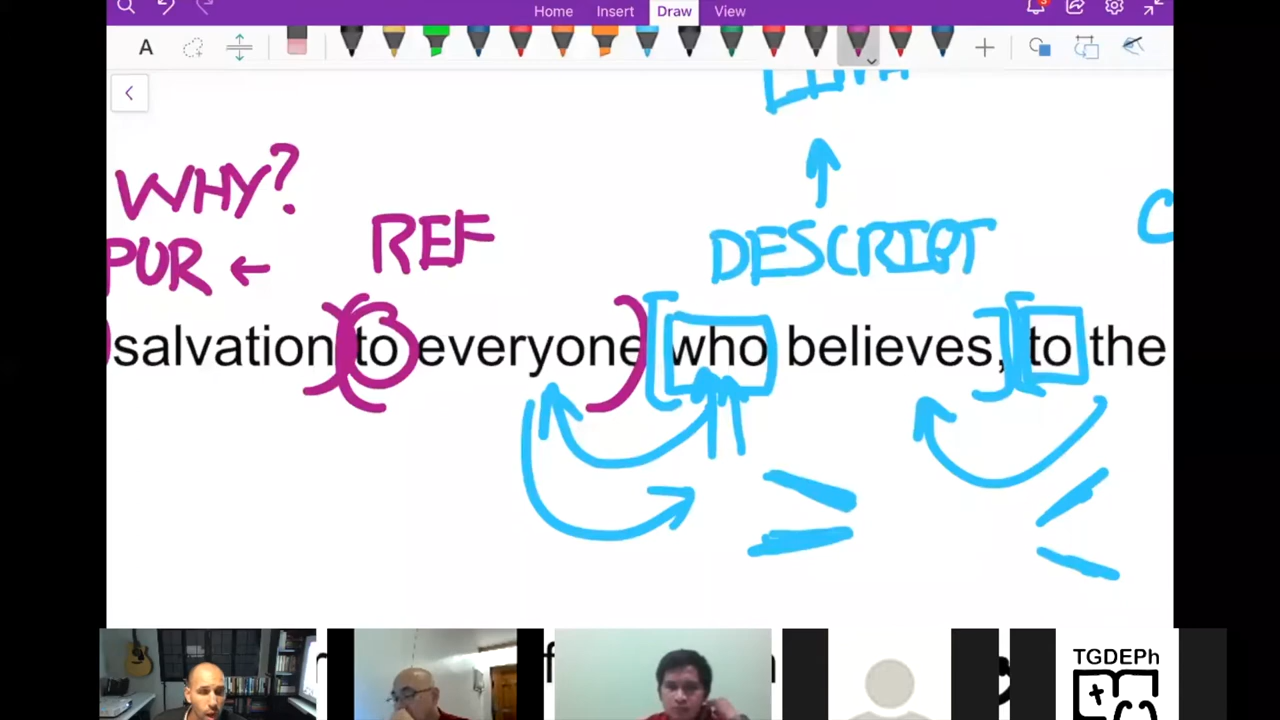 Home Insert Draw View
A
WHY?
REF
DESCRIPT
PUR ←
salvation) (to everyone) [who believes,] [to the
TGDEPh